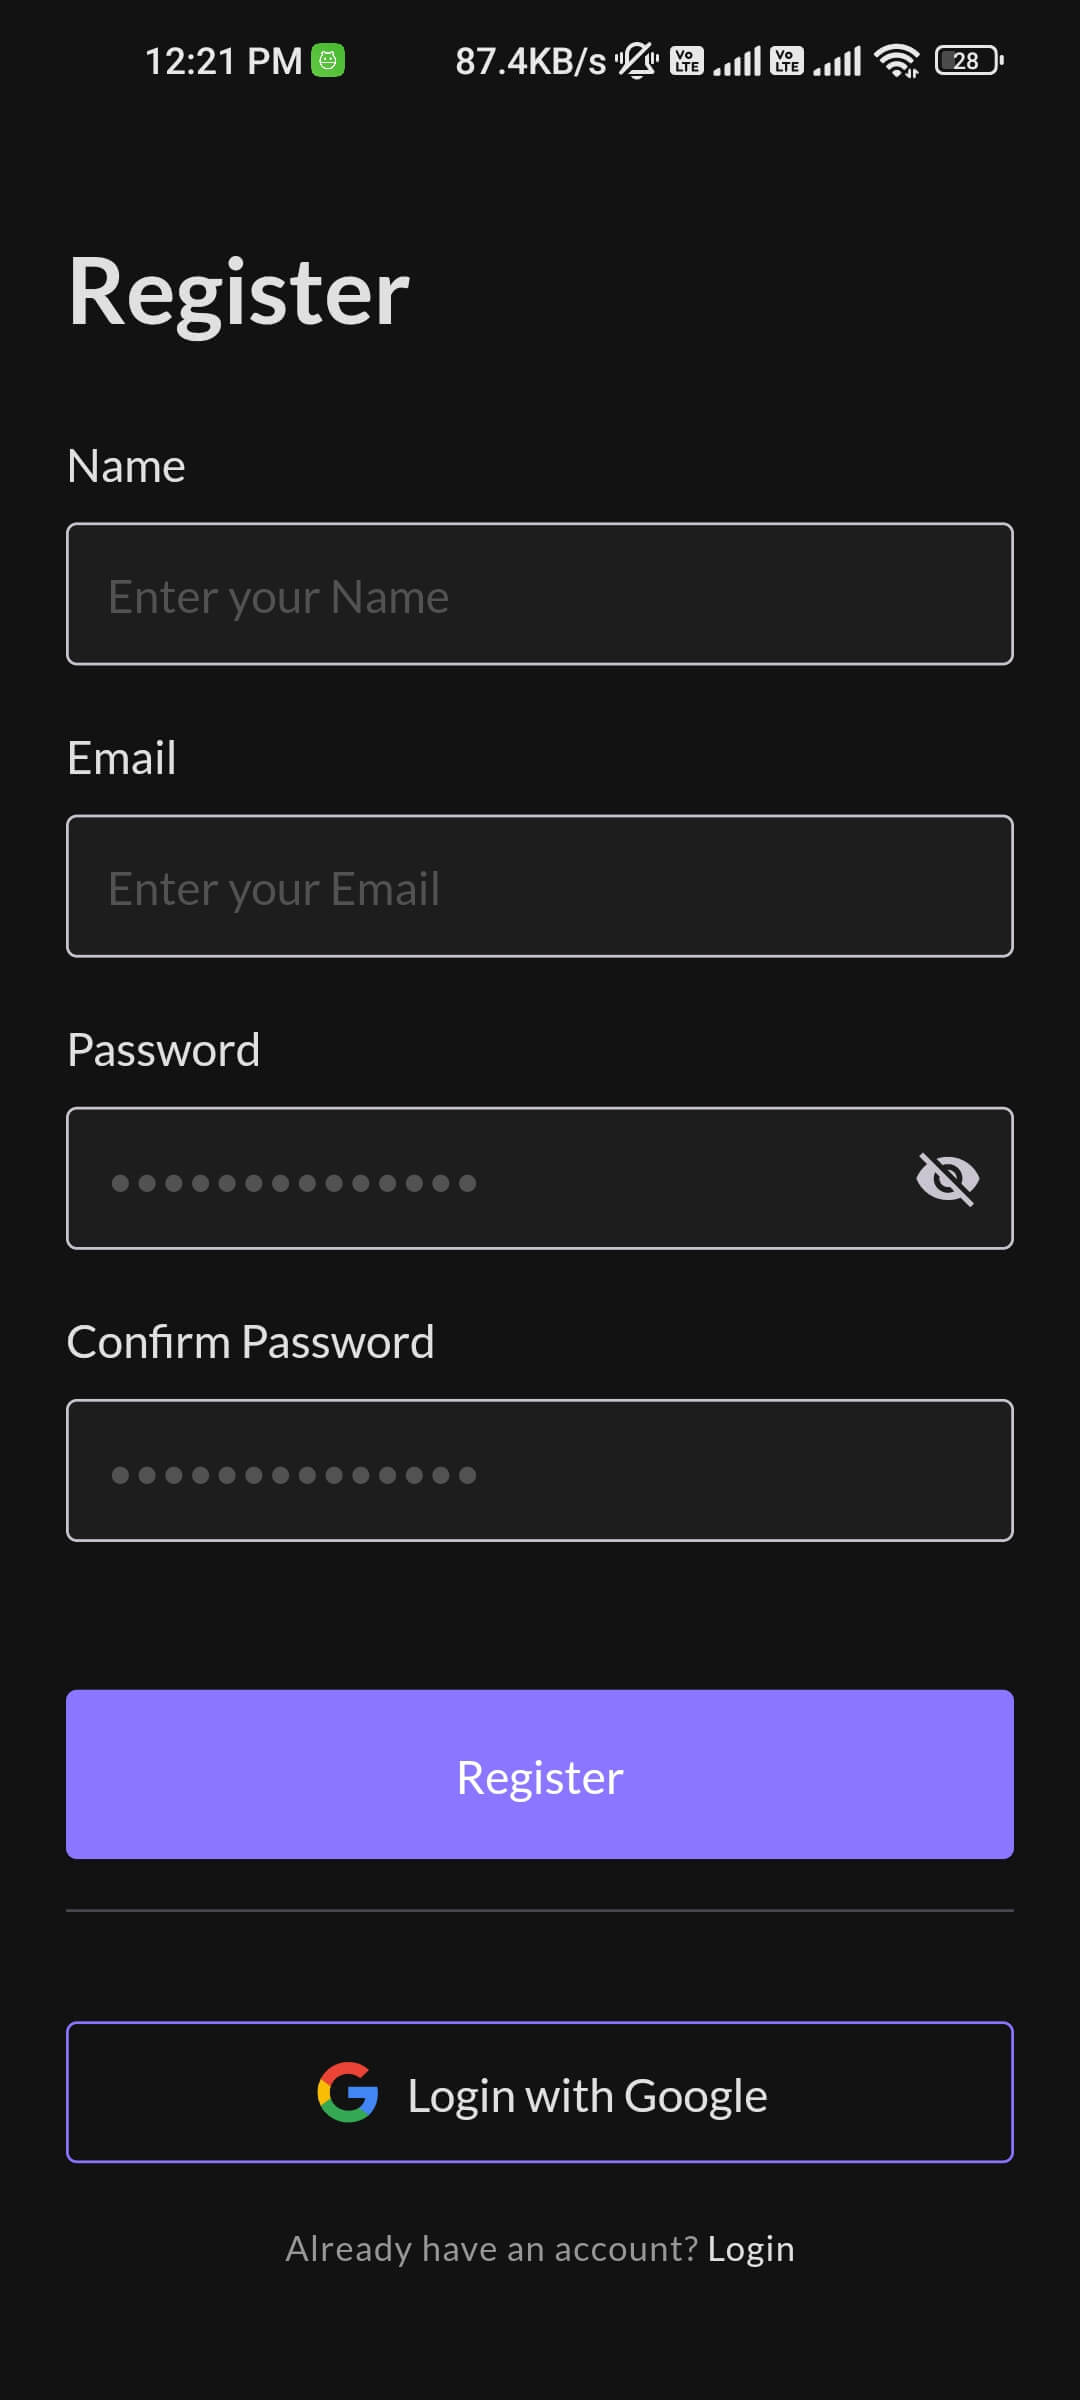 12:21 PM 87.4KB/s Vo LTE Vo LTE 28
Register
Name
Enter your Name
Email
Enter your Email
Password
••••••••••••••
Confirm Password
••••••••••••••
Register
Login with Google
Already have an account? Login